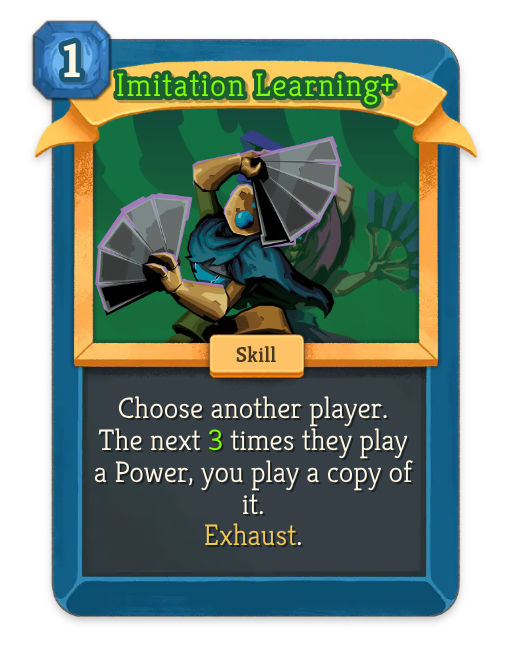 1
Imitation Learning+
Skill
Choose another player.
The next 3 times they play
a Power, you play a copy of
it.
Exhaust.